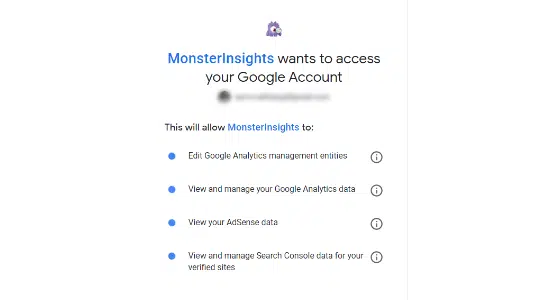 MonsterInsights wants to access
your Google Account
This will allow MonsterInsights to:
Edit Google Analytics management entities
View and manage your Google Analytics data
View your AdSense data
View and manage Search Console data for your
verified sites